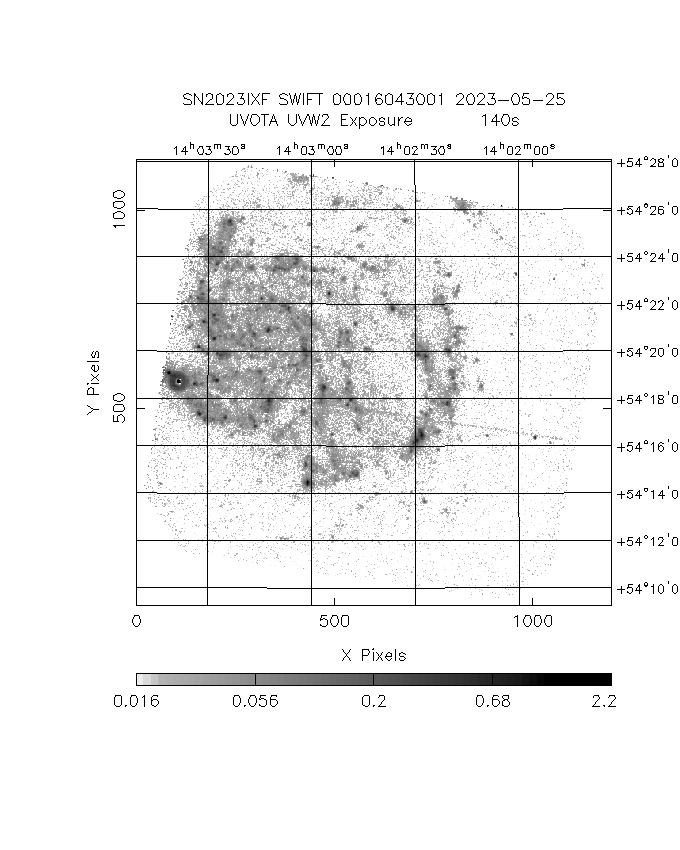 SN2023IXF SWIFT 00016043001 2023-05-25
UVOTA UVW2 Exposure 140s
14h03m30s 14h03m00s 14h02m30s 14h02m00s
+54°28'0
+54°26'0
+54°24'0
+54°22'0
+54°20'0
+54°18'0
+54°16'0
+54°14'0
+54°12'0
+54°10'0
1000
500
Y Pixels
0 500 1000
X Pixels
0.016 0.056 0.2 0.68 2.2